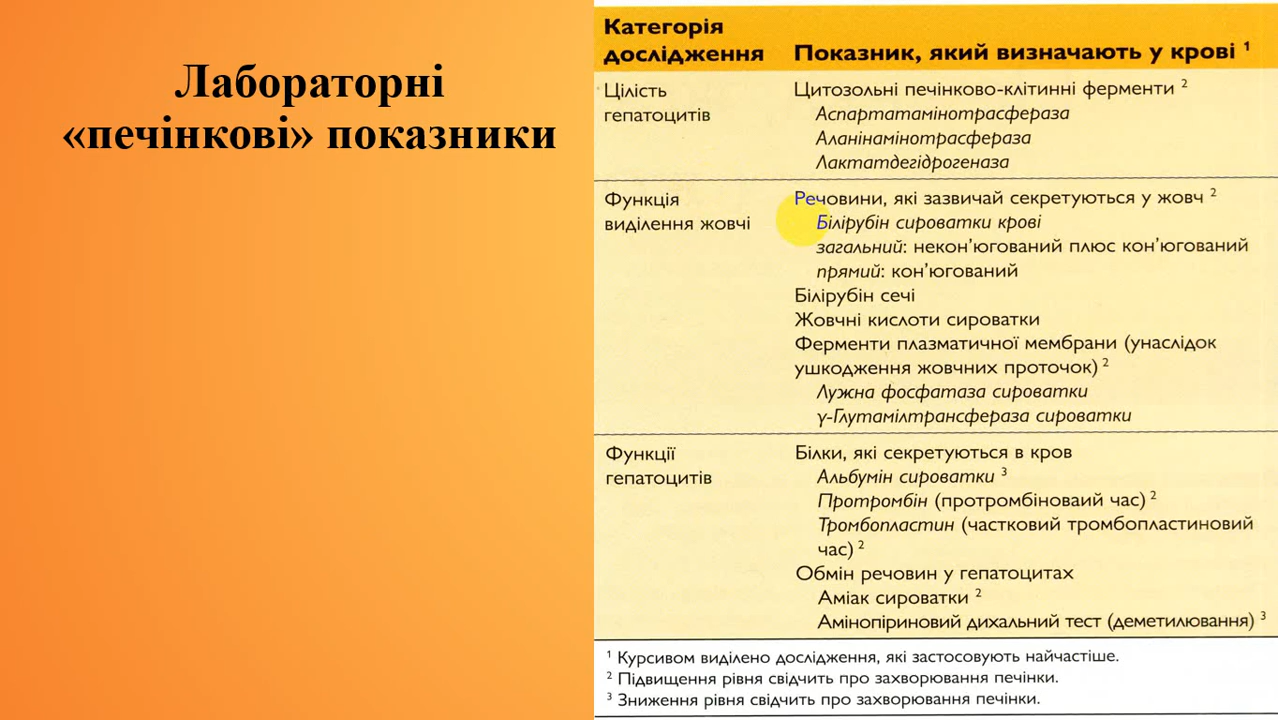 Лабораторні
«печінкові» показники
Категорія
дослідження
Показник, який визначають у крові ¹
Цілість
гепатоцитів
Цитозольні печінково-клітинні ферменти ²
Аспартатамінотрасфераза
Аланінамінотрасфераза
Лактатдегідрогеназа
Функція
виділення жовчі
Речовини, які зазвичай секретуються у жовч ²
Білірубін сироватки крові
загальний: некон’югований плюс кон’югований
прямий: кон’югований
Білірубін сечі
Жовчні кислоти сироватки
Ферменти плазматичної мембрани (унаслідок
ушкодження жовчних проточок) ²
Лужна фосфатаза сироватки
γ-Глутамілтрансфераза сироватки
Функції
гепатоцитів
Білки, які секретуються в кров
Альбумін сироватки ³
Протромбін (протромбіноваий час) ²
Тромбопластин (частковий тромбопластиновий
час) ²
Обмін речовин у гепатоцитах
Аміак сироватки ²
Амінопіриновий дихальний тест (деметилювання) ³
¹ Курсивом виділено дослідження, які застосовують найчастіше.
² Підвищення рівня свідчить про захворювання печінки.
³ Зниження рівня свідчить про захворювання печінки.